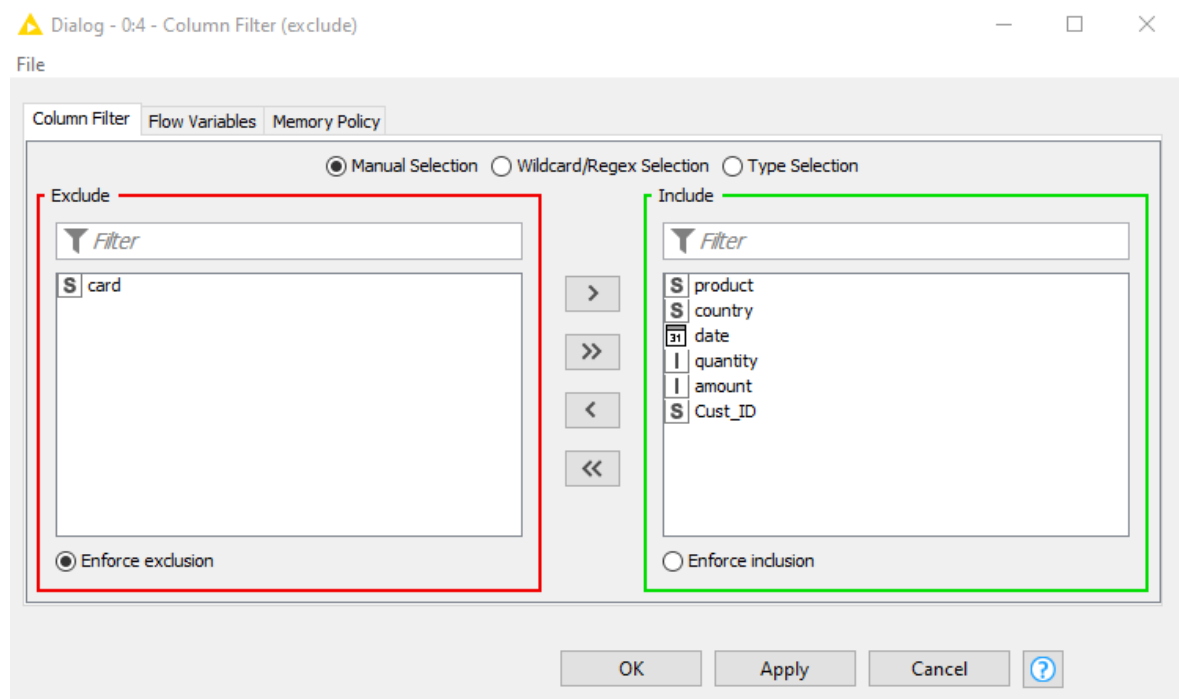 Dialog - 0:4 - Column Filter (exclude)
File
Column Filter Flow Variables Memory Policy
Manual Selection Wildcard/Regex Selection Type Selection
Exclude
Filter
S card
Enforce exclusion
>
>>
<
<<
Include
Filter
S product
S country
31 date
I quantity
I amount
S Cust_ID
Enforce inclusion
OK Apply Cancel ?